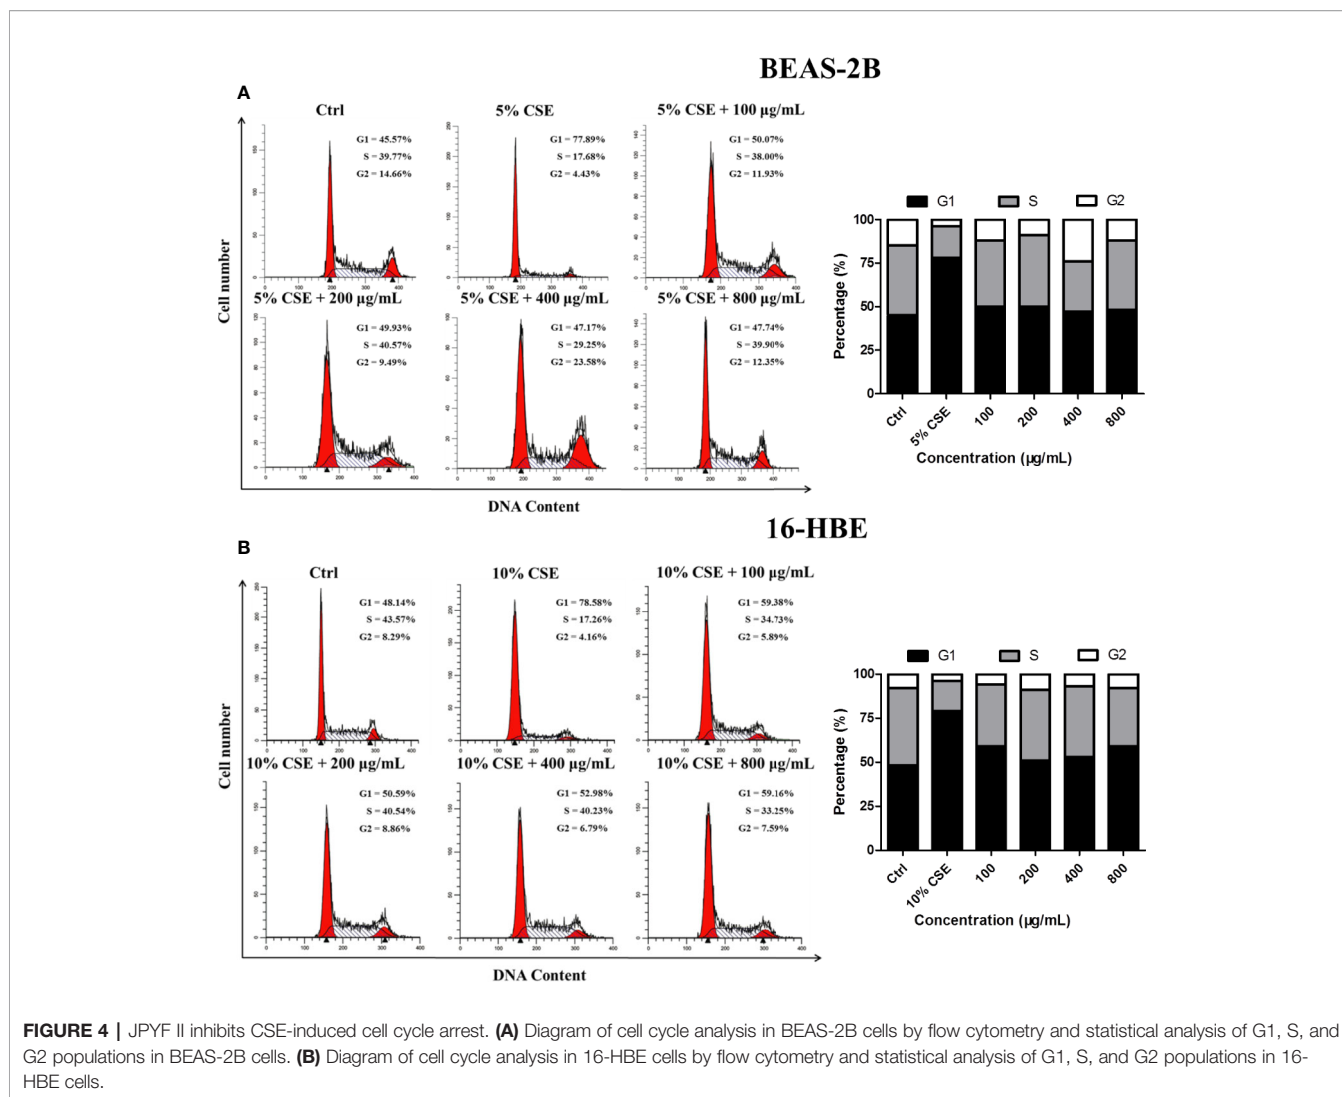 BEAS-2B
A
Ctrl
G1 = 45.57%
S = 39.77%
G2 = 14.66%
5% CSE
G1 = 77.89%
S = 17.68%
G2 = 4.43%
5% CSE + 100 µg/mL
G1 = 50.07%
S = 38.00%
G2 = 11.93%
5% CSE + 200 µg/mL
G1 = 49.93%
S = 40.57%
G2 = 9.49%
5% CSE + 400 µg/mL
G1 = 47.17%
S = 29.25%
G2 = 23.58%
5% CSE + 800 µg/mL
G1 = 47.74%
S = 39.90%
G2 = 12.35%
Cell number
DNA Content
G1 S G2
Percentage (%)
100
75
50
25
0
Ctrl 5% CSE 100 200 400 800
Concentration (µg/mL)
16-HBE
B
Ctrl
G1 = 48.14%
S = 43.57%
G2 = 8.29%
10% CSE
G1 = 78.58%
S = 17.26%
G2 = 4.16%
10% CSE + 100 µg/mL
G1 = 59.38%
S = 34.73%
G2 = 5.89%
10% CSE + 200 µg/mL
G1 = 50.59%
S = 40.54%
G2 = 8.86%
10% CSE + 400 µg/mL
G1 = 52.98%
S = 40.23%
G2 = 6.79%
10% CSE + 800 µg/mL
G1 = 59.16%
S = 33.25%
G2 = 7.59%
Cell number
DNA Content
G1 S G2
Percentage (%)
100
75
50
25
0
Ctrl 10% CSE 100 200 400 800
Concentration (µg/mL)
FIGURE 4 | JPYF II inhibits CSE-induced cell cycle arrest. (A) Diagram of cell cycle analysis in BEAS-2B cells by flow cytometry and statistical analysis of G1, S, and
G2 populations in BEAS-2B cells. (B) Diagram of cell cycle analysis in 16-HBE cells by flow cytometry and statistical analysis of G1, S, and G2 populations in 16-
HBE cells.